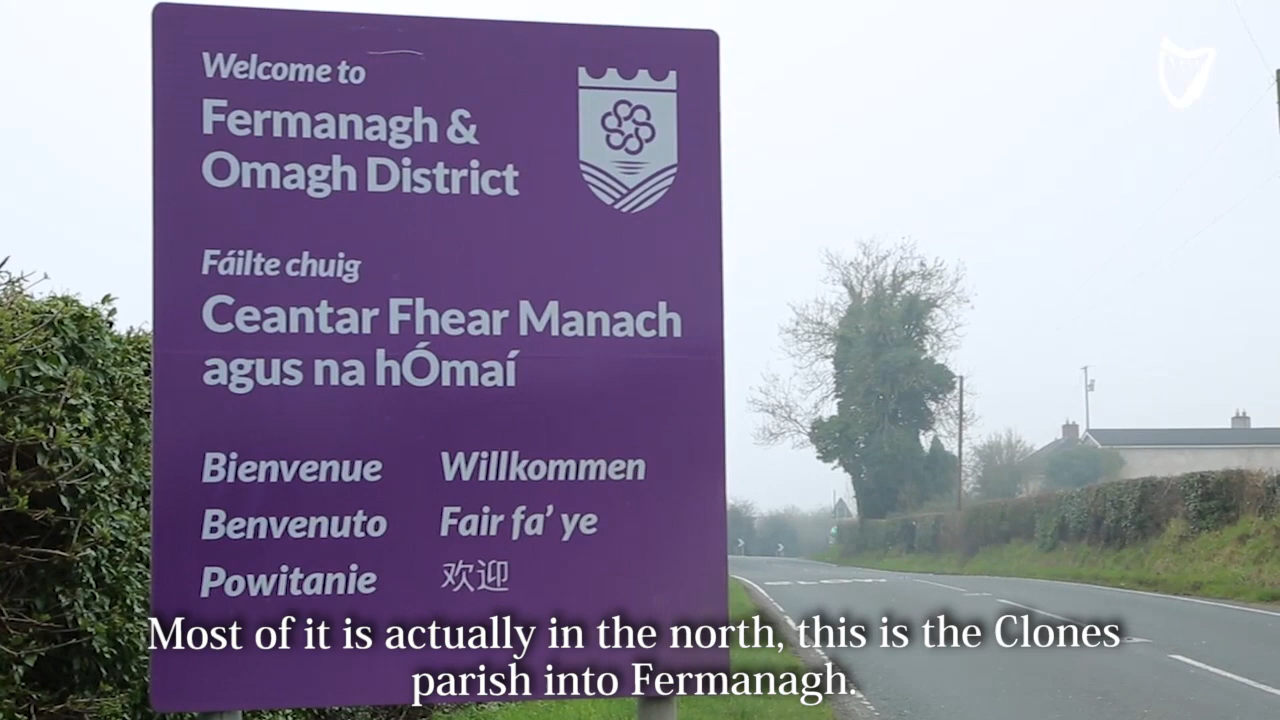 Welcome to
Fermanagh &
Omagh District
Fáilte chuig
Ceantar Fhear Manach
agus na hÓmaí
Bienvenue
Willkommen
Benvenuto
Fair fa' ye
Powitanie
欢迎
Most of it is actually in the north, this is the Clones
parish into Fermanagh.